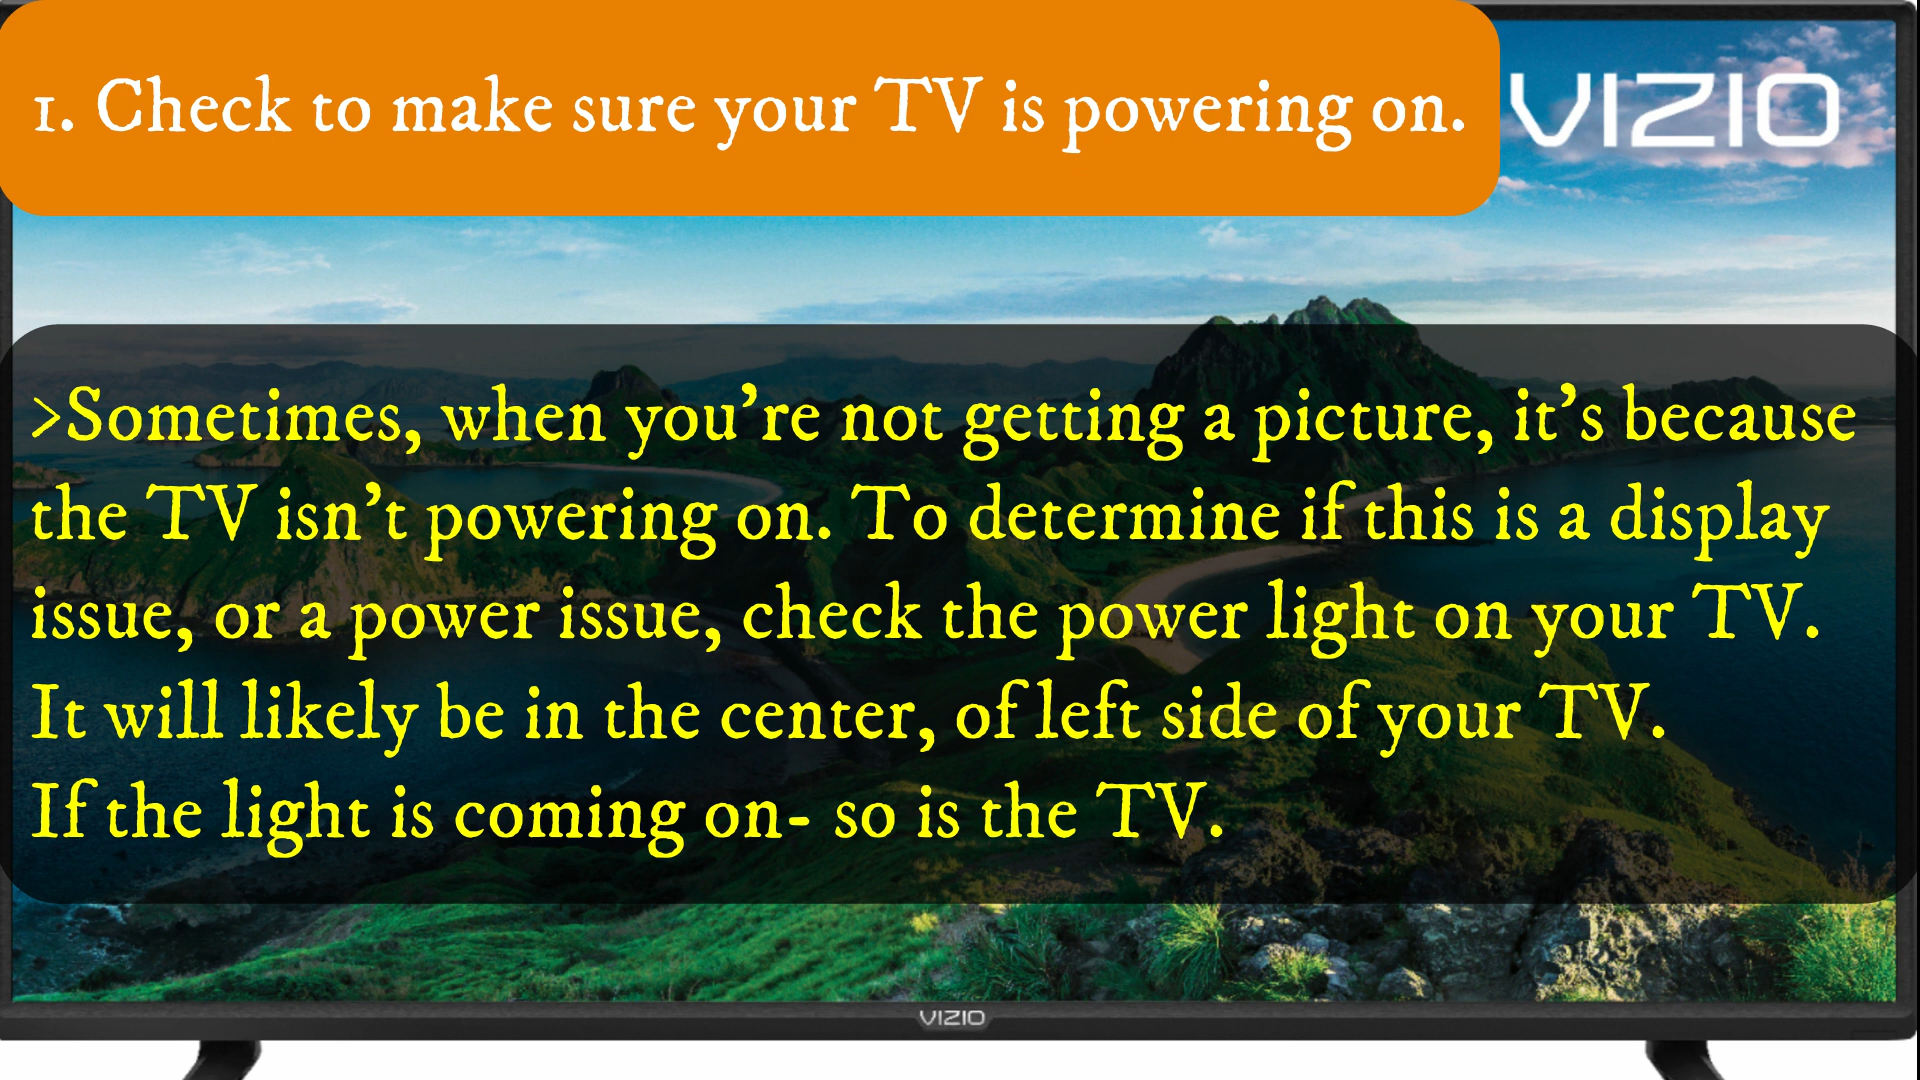 1. Check to make sure your TV is powering on.
VIZIO
>Sometimes, when you're not getting a picture, it's because
the TV isn't powering on. To determine if this is a display
issue, or a power issue, check the power light on your TV.
It will likely be in the center, of left side of your TV.
If the light is coming on- so is the TV.
VIZIO